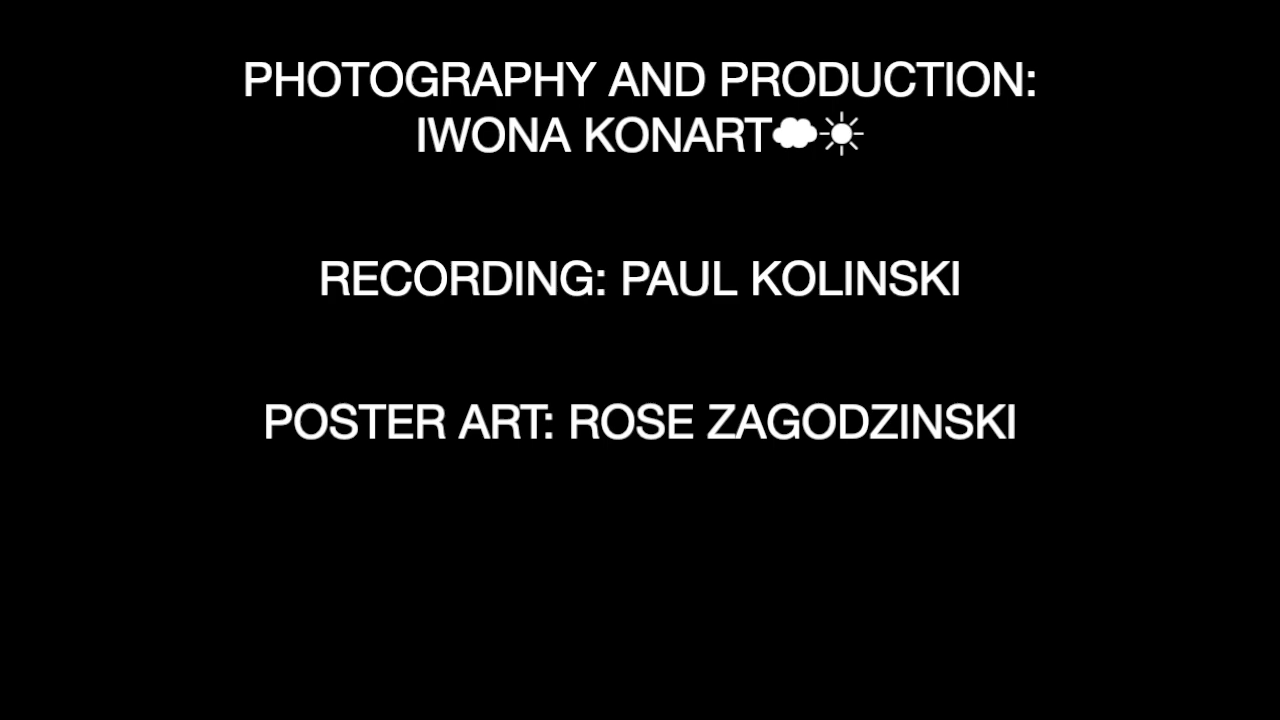 PHOTOGRAPHY AND PRODUCTION:
IWONA KONART☁☀
RECORDING: PAUL KOLINSKI
POSTER ART: ROSE ZAGODZINSKI